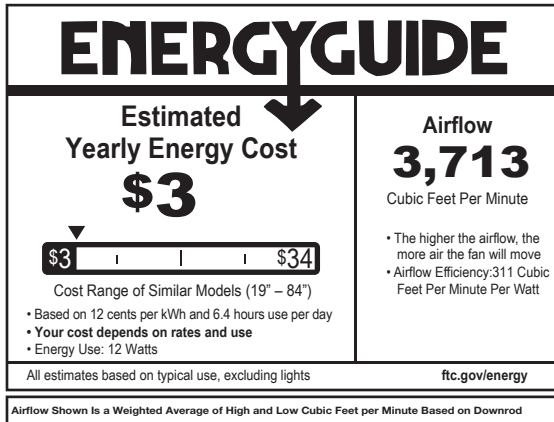 ENERGYGUIDE
Estimated
Yearly Energy Cost
$3
$3
$34
Cost Range of Similar Models (19” – 84”)
• Based on 12 cents per kWh and 6.4 hours use per day
• Your cost depends on rates and use
• Energy Use: 12 Watts
Airflow
3,713
Cubic Feet Per Minute
• The higher the airflow, the
more air the fan will move
• Airflow Efficiency:311 Cubic
Feet Per Minute Per Watt
All estimates based on typical use, excluding lights
ftc.gov/energy
Airflow Shown Is a Weighted Average of High and Low Cubic Feet per Minute Based on Downrod